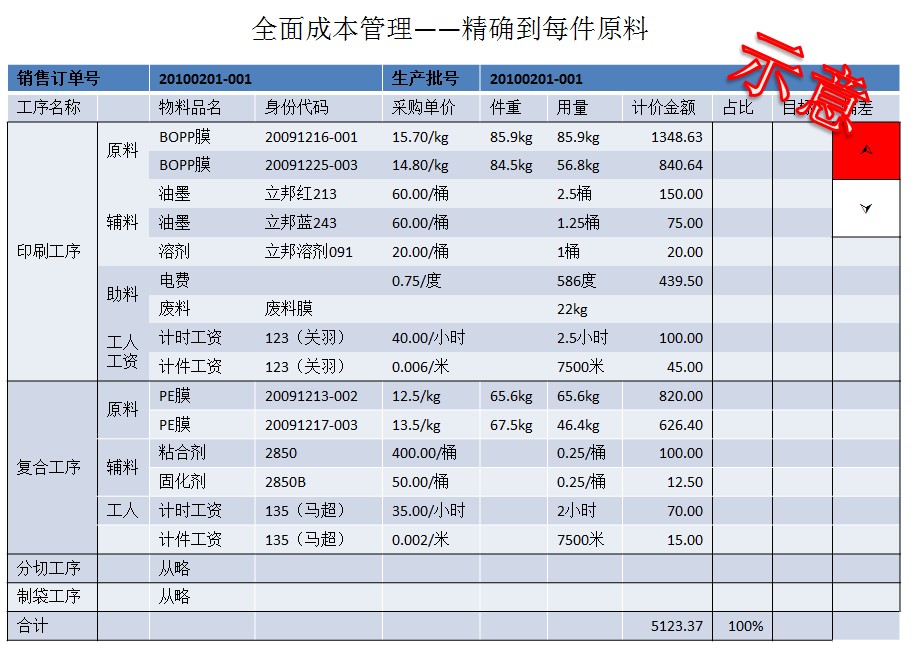 全面成本管理——精确到每件原料
示意
销售订单号 20100201-001 生产批号 20100201-001
工序名称 物料品名 身份代码 采购单价 件重 用量 计价金额 占比 目 差
印刷工序 原料 BOPP膜 20091216-001 15.70/kg 85.9kg 85.9kg 1348.63
BOPP膜 20091225-003 14.80/kg 84.5kg 56.8kg 840.64
辅料 油墨 立邦红213 60.00/桶 2.5桶 150.00
油墨 立邦蓝243 60.00/桶 1.25桶 75.00
溶剂 立邦溶剂091 20.00/桶 1桶 20.00
助料 电费 0.75/度 586度 439.50
废料 废料膜 22kg
工人工资 计时工资 123（关羽） 40.00/小时 2.5小时 100.00
计件工资 123（关羽） 0.006/米 7500米 45.00
复合工序 原料 PE膜 20091213-002 12.5/kg 65.6kg 65.6kg 820.00
PE膜 20091217-003 13.5/kg 67.5kg 46.4kg 626.40
辅料 粘合剂 2850 400.00/桶 0.25/桶 100.00
固化剂 2850B 50.00/桶 0.25/桶 12.50
工人 计时工资 135（马超） 35.00/小时 2小时 70.00
计件工资 135（马超） 0.002/米 7500米 15.00
分切工序 从略
制袋工序 从略
合计 5123.37 100%